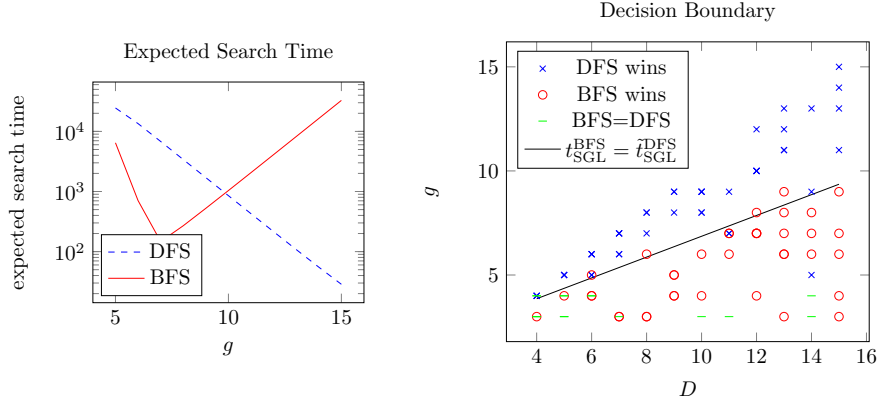 Expected Search Time
expected search time
10^4
10^3
10^2
DFS
BFS
5
10
15
g
Decision Boundary
g
15
10
5
DFS wins
BFS wins
BFS=DFS
t_SGL^BFS = t̃_SGL^DFS
4
6
8
10
12
14
16
D